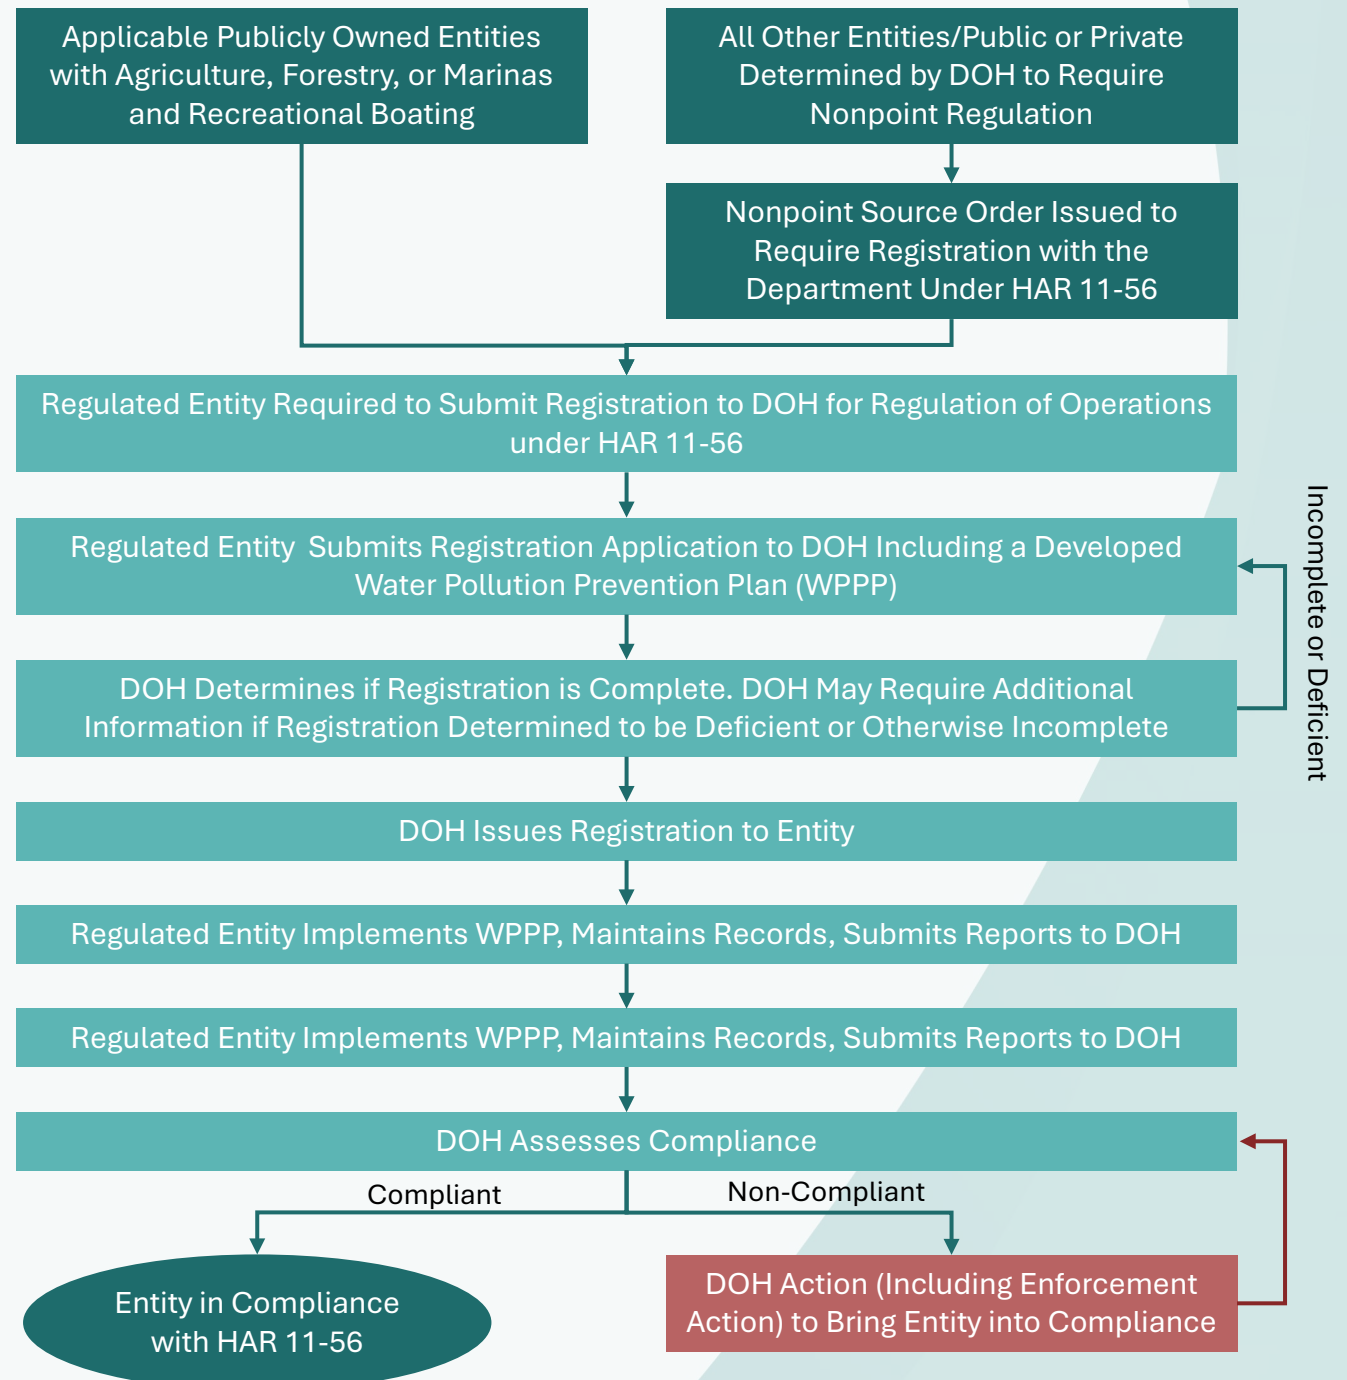 Applicable Publicly Owned Entities
with Agriculture, Forestry, or Marinas
and Recreational Boating
All Other Entities/Public or Private
Determined by DOH to Require
Nonpoint Regulation
Nonpoint Source Order Issued to
Require Registration with the
Department Under HAR 11-56
Regulated Entity Required to Submit Registration to DOH for Regulation of Operations
under HAR 11-56
Regulated Entity  Submits Registration Application to DOH Including a Developed
Water Pollution Prevention Plan (WPPP)
Incomplete or Deficient
DOH Determines if Registration is Complete. DOH May Require Additional
Information if Registration Determined to be Deficient or Otherwise Incomplete
DOH Issues Registration to Entity
Regulated Entity Implements WPPP, Maintains Records, Submits Reports to DOH
Regulated Entity Implements WPPP, Maintains Records, Submits Reports to DOH
DOH Assesses Compliance
Compliant
Non-Compliant
Entity in Compliance
with HAR 11-56
DOH Action (Including Enforcement
Action) to Bring Entity into Compliance